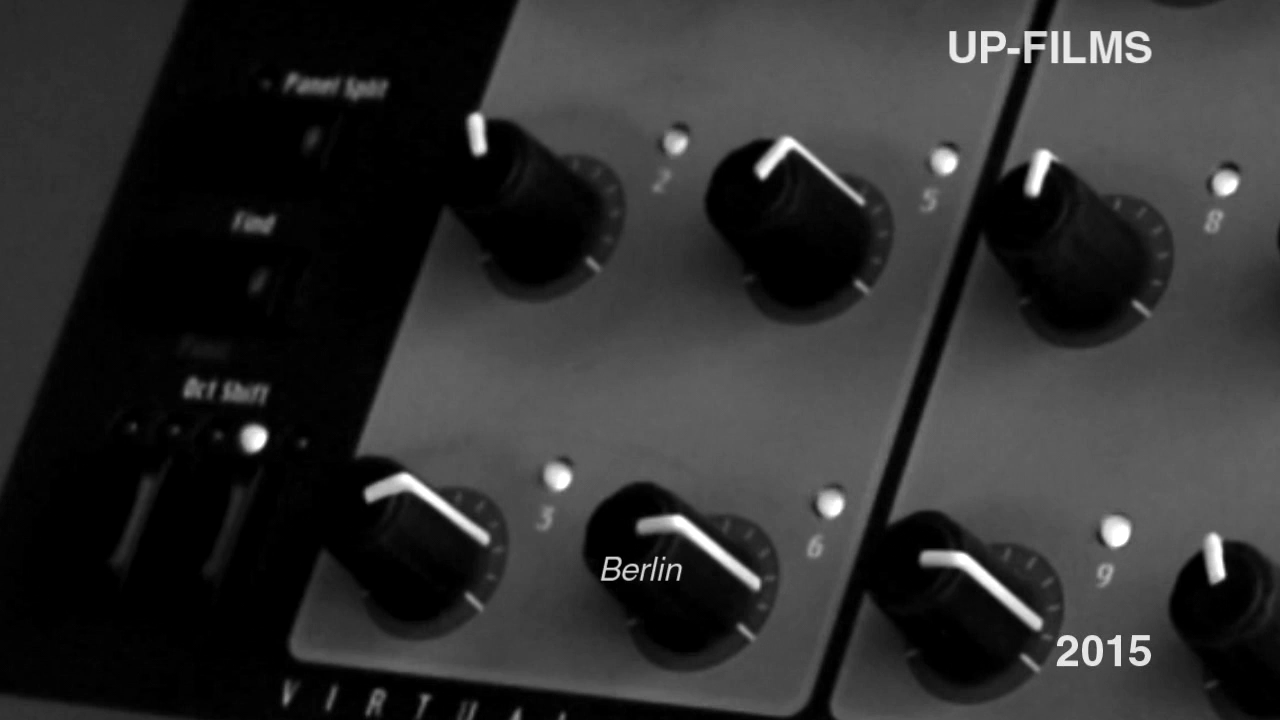 UP-FILMS
Panel Split
2
5
8
Find
Oct Shift
3
6
9
Berlin
2015
VIRTUAL